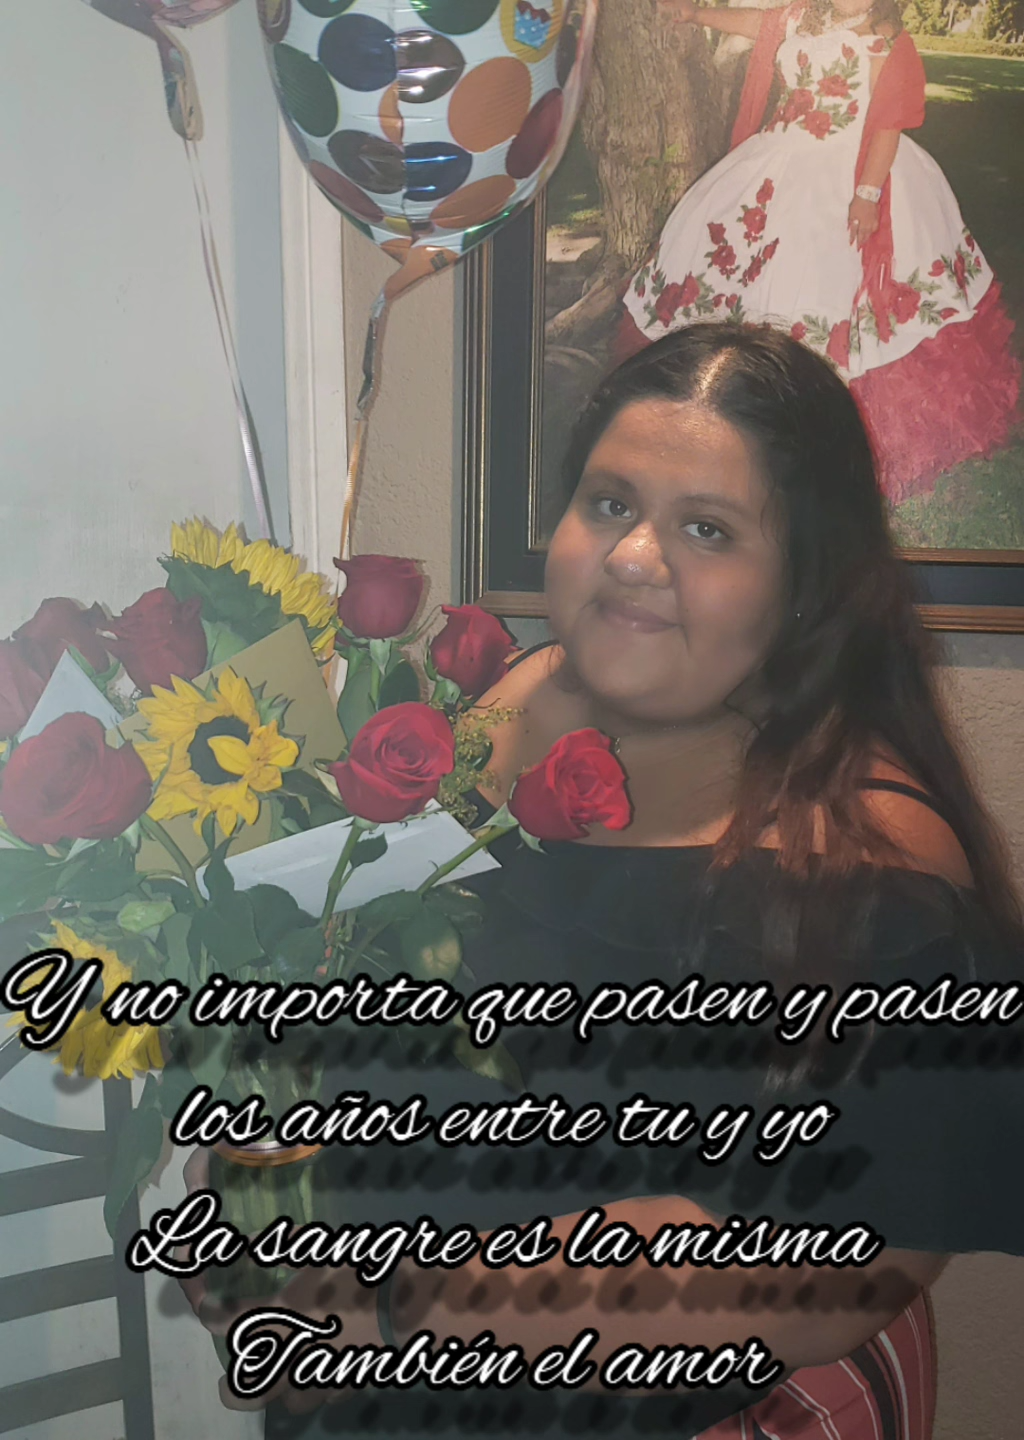 Y no importa que pasen y pasen
los años entre tu y yo
La sangre es la misma
También el amor